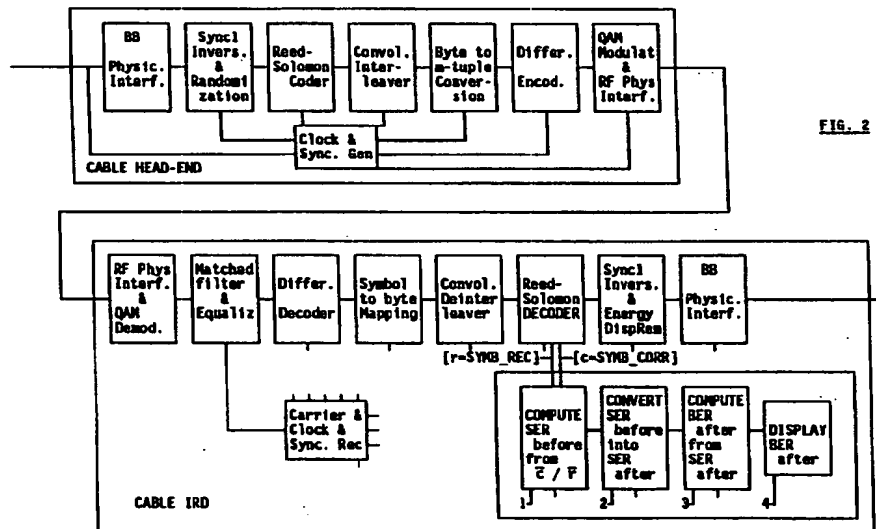 BB
Physic.
Interf.
Syncl
Invers.
&
Randomi
zation
Reed-
Solomon
Coder
Convol.
Inter-
leaver
Byte to
m-tuple
Conver-
sion
Differ.
Encod.
QAM
Modulat
&
RF Phys
Interf.
Clock &
Sync. Gen
CABLE HEAD-END
FIG. 2
RF Phys
Interf.
&
QAM
Demod.
Matched
filter
&
Equaliz
Differ.
Decoder
Symbol
to byte
Mapping
Convol.
Deinter
leaver
Reed-
Solomon
DECODER
Syncl
Invers.
&
Energy
DispRem
BB
Physic.
Interf.
[r=SYMB_REC]
[c=SYMB_CORR]
Carrier &
Clock &
Sync. Rec
COMPUTE
SER
before
from
c̅ / r̅
CONVERT
SER
before
into
SER
after
COMPUTE
BER
after
from
SER
after
DISPLAY
BER
after
1
2
3
4
CABLE IRD